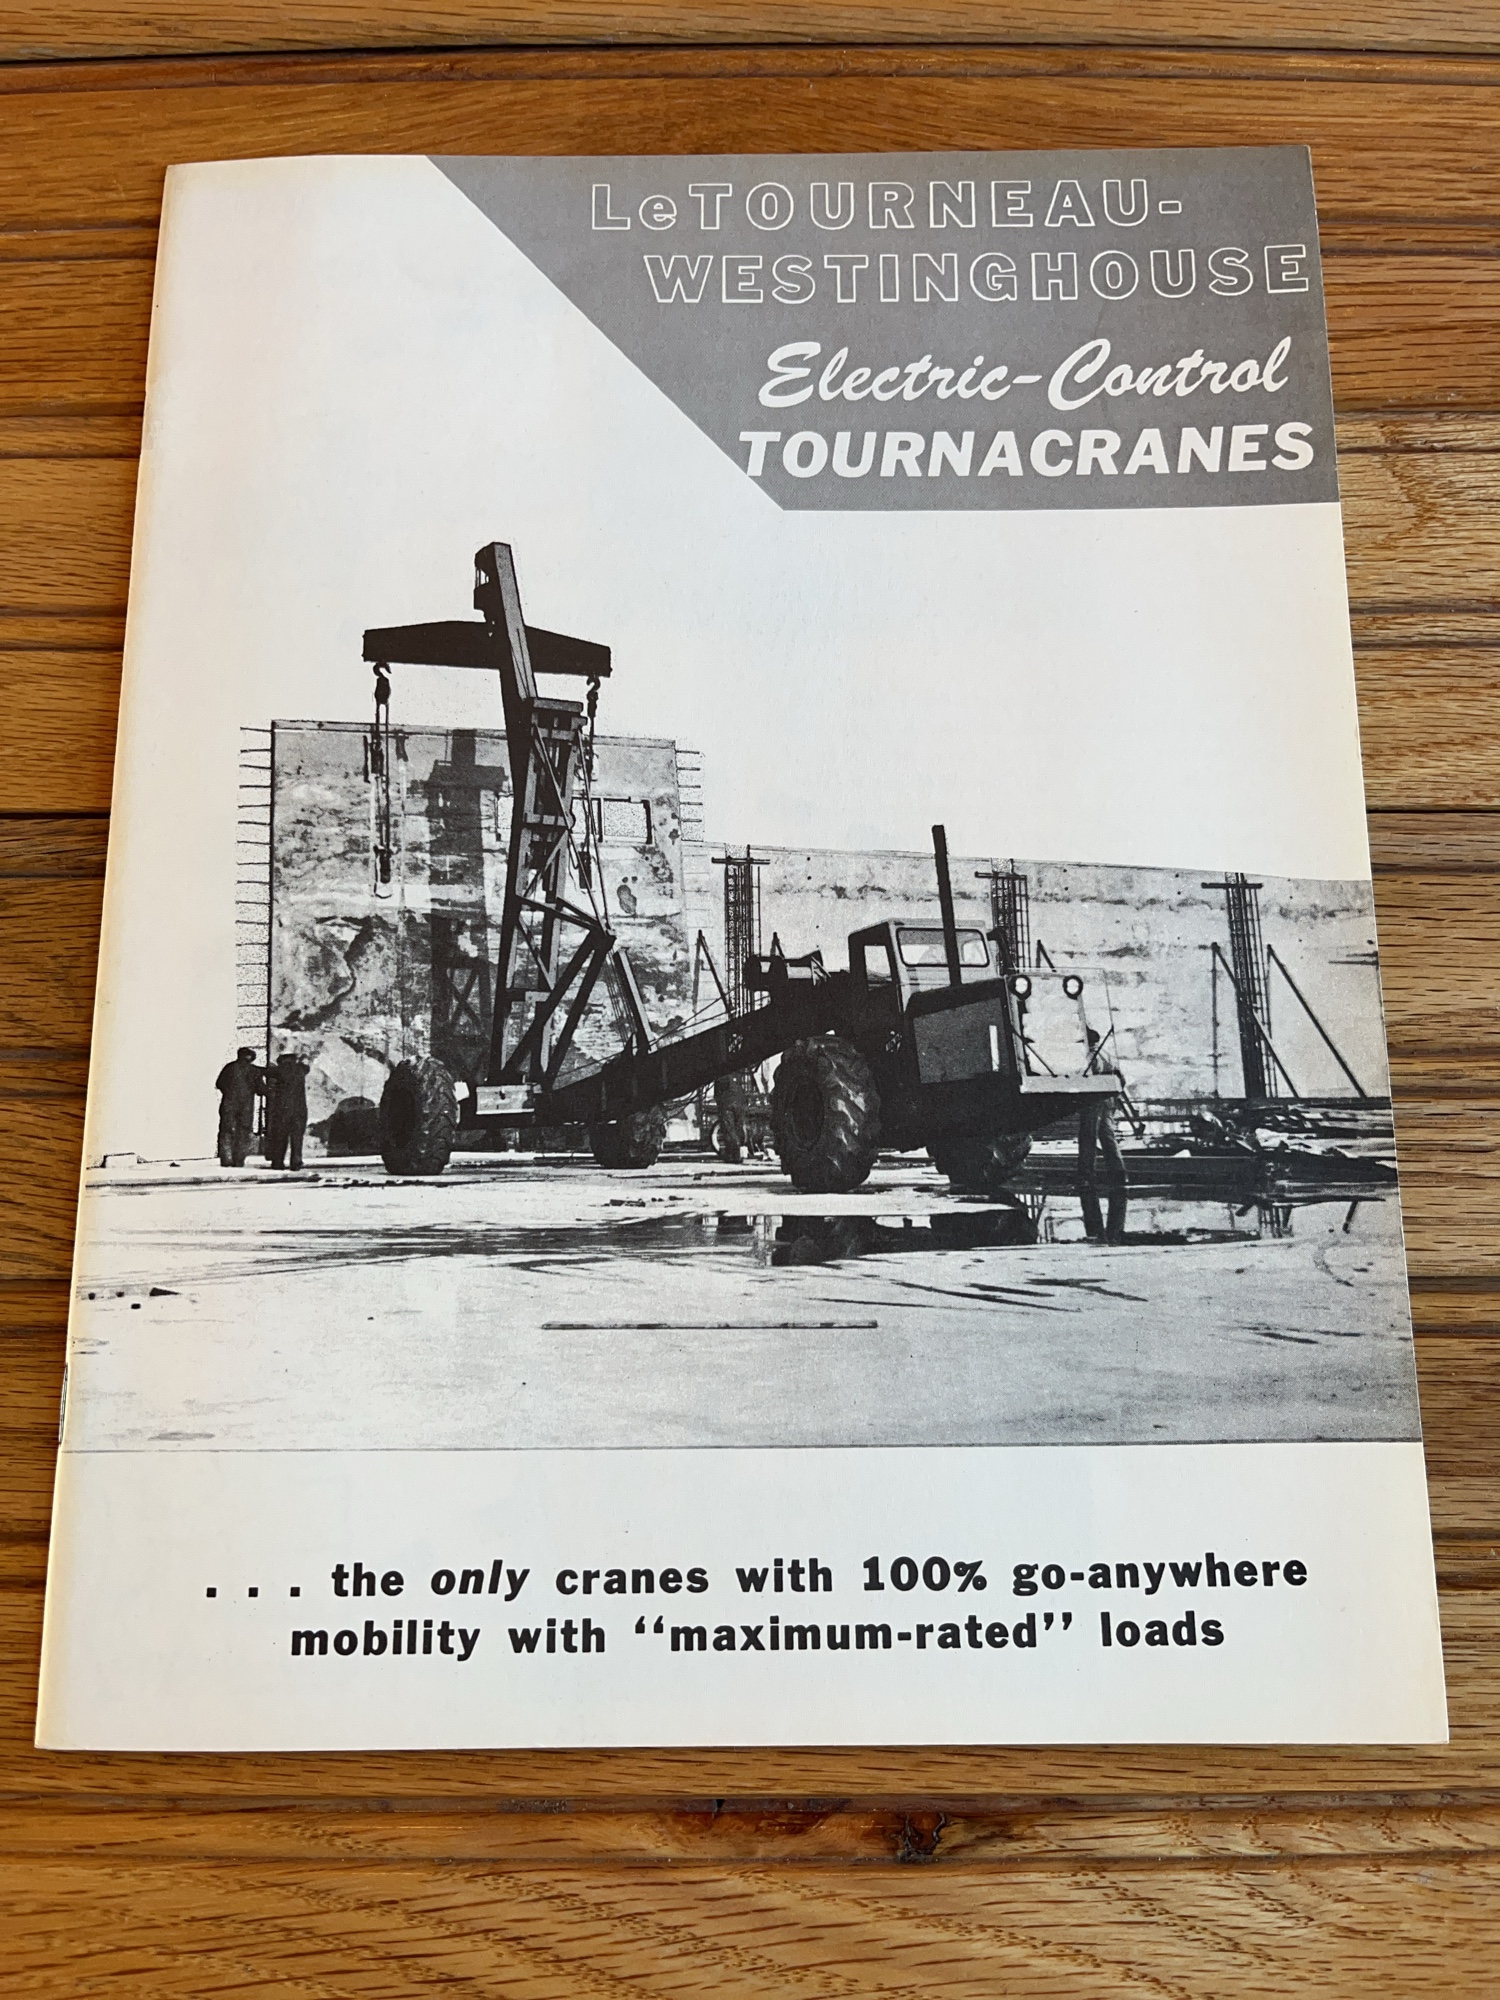 LeTOURNEAU-
WESTINGHOUSE
Electric-Control
TOURNACRANES
. . . the only cranes with 100% go-anywhere
mobility with “maximum-rated” loads